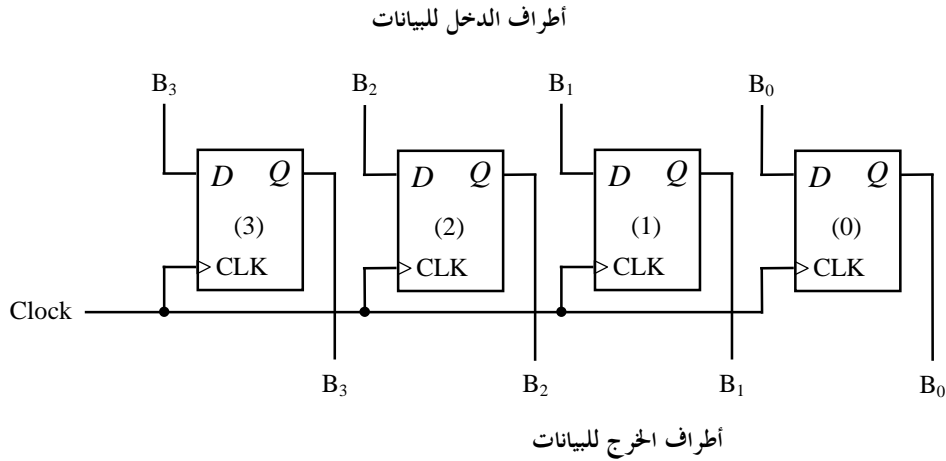 أطراف الدخل للبيانات
B₃ B₂ B₁ B₀
D Q D Q D Q D Q
(3) (2) (1) (0)
CLK CLK CLK CLK
Clock
B₃ B₂ B₁ B₀
أطراف الخرج للبيانات